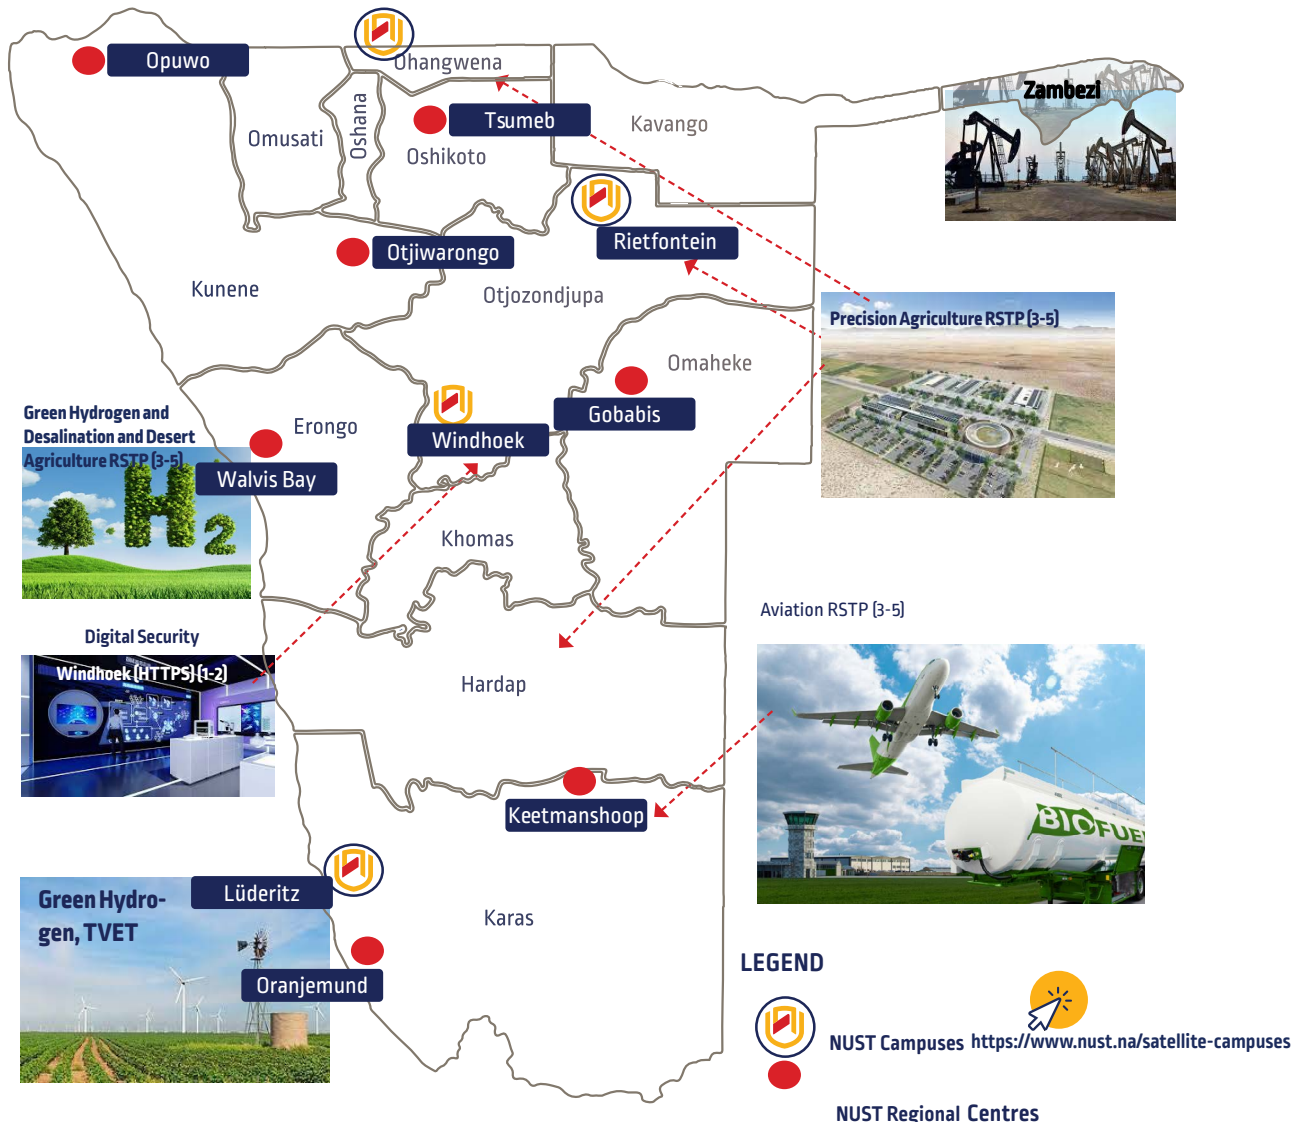 Opuwo
Ohangwena
Zambezi
Tsumeb
Kavango
Omusati
Oshana
Oshikoto
Rietfontein
Otjiwarongo
Kunene
Otjozondjupa
Precision Agriculture RSTP (3-5)
Omaheke
Gobabis
Green Hydrogen and
Desalination and Desert
Agriculture RSTP (3-5)
Erongo
Windhoek
Walvis Bay
H2
Khomas
Aviation RSTP (3-5)
Digital Security
Windhoek (HTTPS) (1-2)
Hardap
Keetmanshoop
BIOFUE
Lüderitz
Green Hydro-
gen, TVET
Karas
Oranjemund
LEGEND
NUST Campuses https://www.nust.na/satellite-campuses
NUST Regional Centres